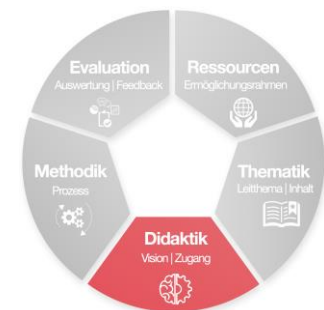 Evaluation
Auswertung | Feedback
Ressourcen
Ermöglichungsrahmen
Thematik
Leitthema | Inhalt
Didaktik
Vision | Zugang
Methodik
Prozess